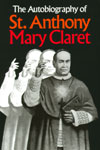 The Autobiography of
St. Anthony
Mary Claret